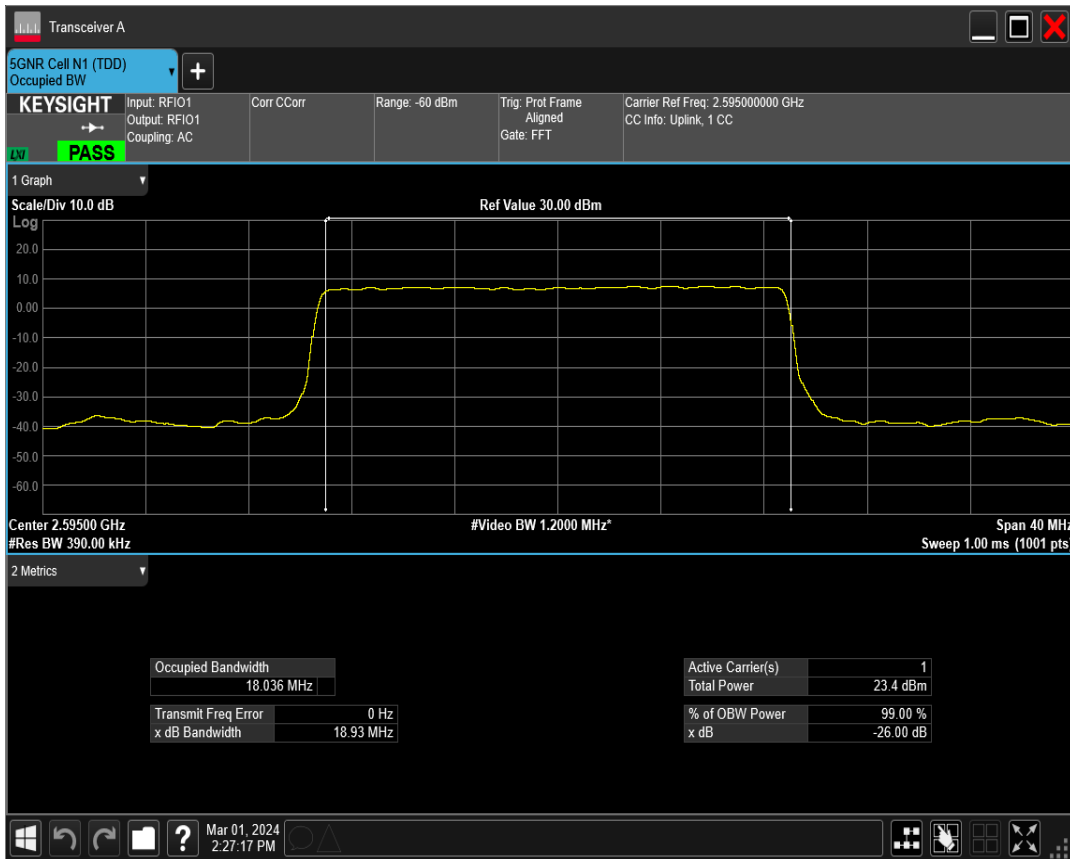 Transceiver A
5GNR Cell N1 (TDD)
Occupied BW
+
KEYSIGHT
LXI
PASS
Input: RFIO1
Output: RFIO1
Coupling: AC
Corr CCorr
Range: -60 dBm
Trig: Prot Frame
Aligned
Gate: FFT
Carrier Ref Freq: 2.595000000 GHz
CC Info: Uplink, 1 CC
1 Graph
Scale/Div 10.0 dB
Ref Value 30.00 dBm
Log
20.0
10.0
0.00
-10.0
-20.0
-30.0
-40.0
-50.0
-60.0
Center 2.59500 GHz
#Video BW 1.2000 MHz*
Span 40 MHz
#Res BW 390.00 kHz
Sweep 1.00 ms (1001 pts)
2 Metrics
Occupied Bandwidth
18.036 MHz
Transmit Freq Error 0 Hz
x dB Bandwidth 18.93 MHz
Active Carrier(s) 1
Total Power 23.4 dBm
% of OBW Power 99.00 %
x dB -26.00 dB
?
Mar 01, 2024
2:27:17 PM